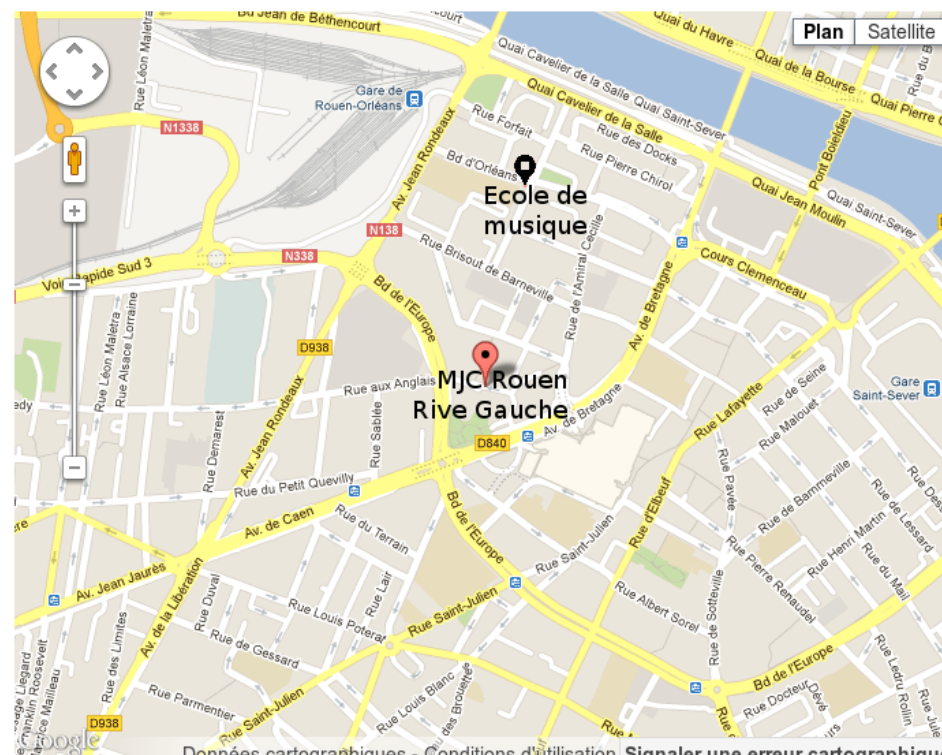 Bd Jean de Béthencourt
Quai du Havre
Plan
Satellite
Rue Léon Maletra
Quai Cavelier de la Salle
Quai Saint-Sever
Quai de la Bourse
Gare de
Rouen-Orléans
Quai Cavelier de la Salle
Quai Pierre
N1338
Rue Forfait
Rue des Docks
Pont Boieldieu
Av. Jean Rondeaux
Bd d'Orléans
Rue Pierre Chirol
Ecole de
musique
Quai Jean Moulin
Quai Saint-Sever
N138
Rue Brisout de Barneville
Rue de l'Amiral Cecille
N338
Voie Rapide Sud 3
Cours Clemenceau
Bd de l'Europe
Av. de Bretagne
Rue Léon Maletra
Rue Alsace Lorraine
D938
MJC Rouen
Rive Gauche
Rue aux Anglais
Rue Sablée
Rue de Seine
Gare
Saint-Sever
Rue Lafayette
Rue Malouet
Av. de Bretagne
Av. Jean Rondeaux
Rue Demarest
D840
Rue Pavée
Rue de Bammeville
Rue du Petit Quevilly
Rue d'Elbeuf
Rue Henri Martin
Rue de Lessard
Av. de Caen
Rue du Terrain
Bd de l'Europe
Rue Saint-Julien
Rue Pierre Renaudel
Rue du Mail
Av. Jean Jaurès
Rue Duval
Rue Lair
Rue Albert Sorel
Av. de la Libération
Rue des Limites
Rue Louis Poterat
Rue Saint-Julien
Rue de Sotteville
Rue de Gessard
Bd de l'Europe
Rue Ledru Rollin
Rue Parmentier
Rue Louis Blanc
Rue Saint-Julien
Rue Docteur
D938
Google
Données cartographiques - Conditions d'utilisation
Signaler une erreur cartographique